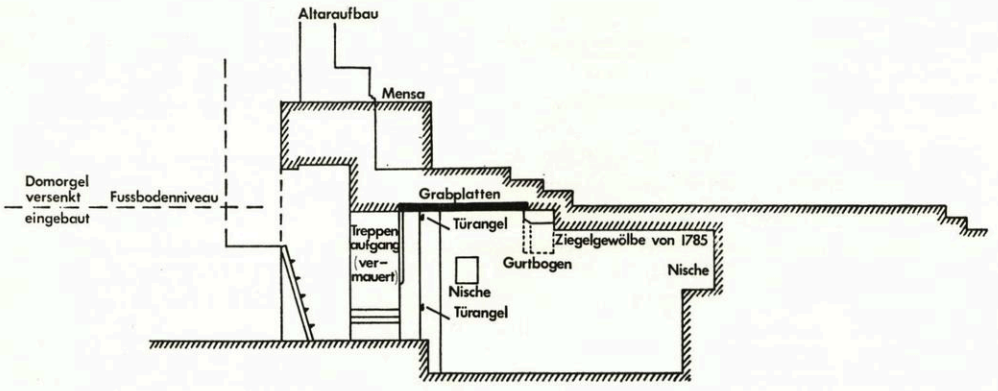 Altaraufbau
Mensa
Domorgel
versenkt
eingebaut
Fussbodenniveau
Grabplatten
Treppen
aufgang
(ver-
mauert)
Türangel
Ziegelgewölbe von 1785
Gurtbogen
Nische
Nische
Türangel